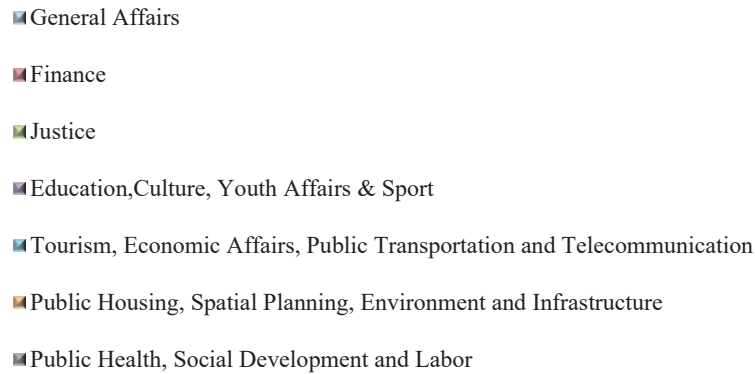 General Affairs
Finance
Justice
Education,Culture, Youth Affairs & Sport
Tourism, Economic Affairs, Public Transportation and Telecommunication
Public Housing, Spatial Planning, Environment and Infrastructure
Public Health, Social Development and Labor